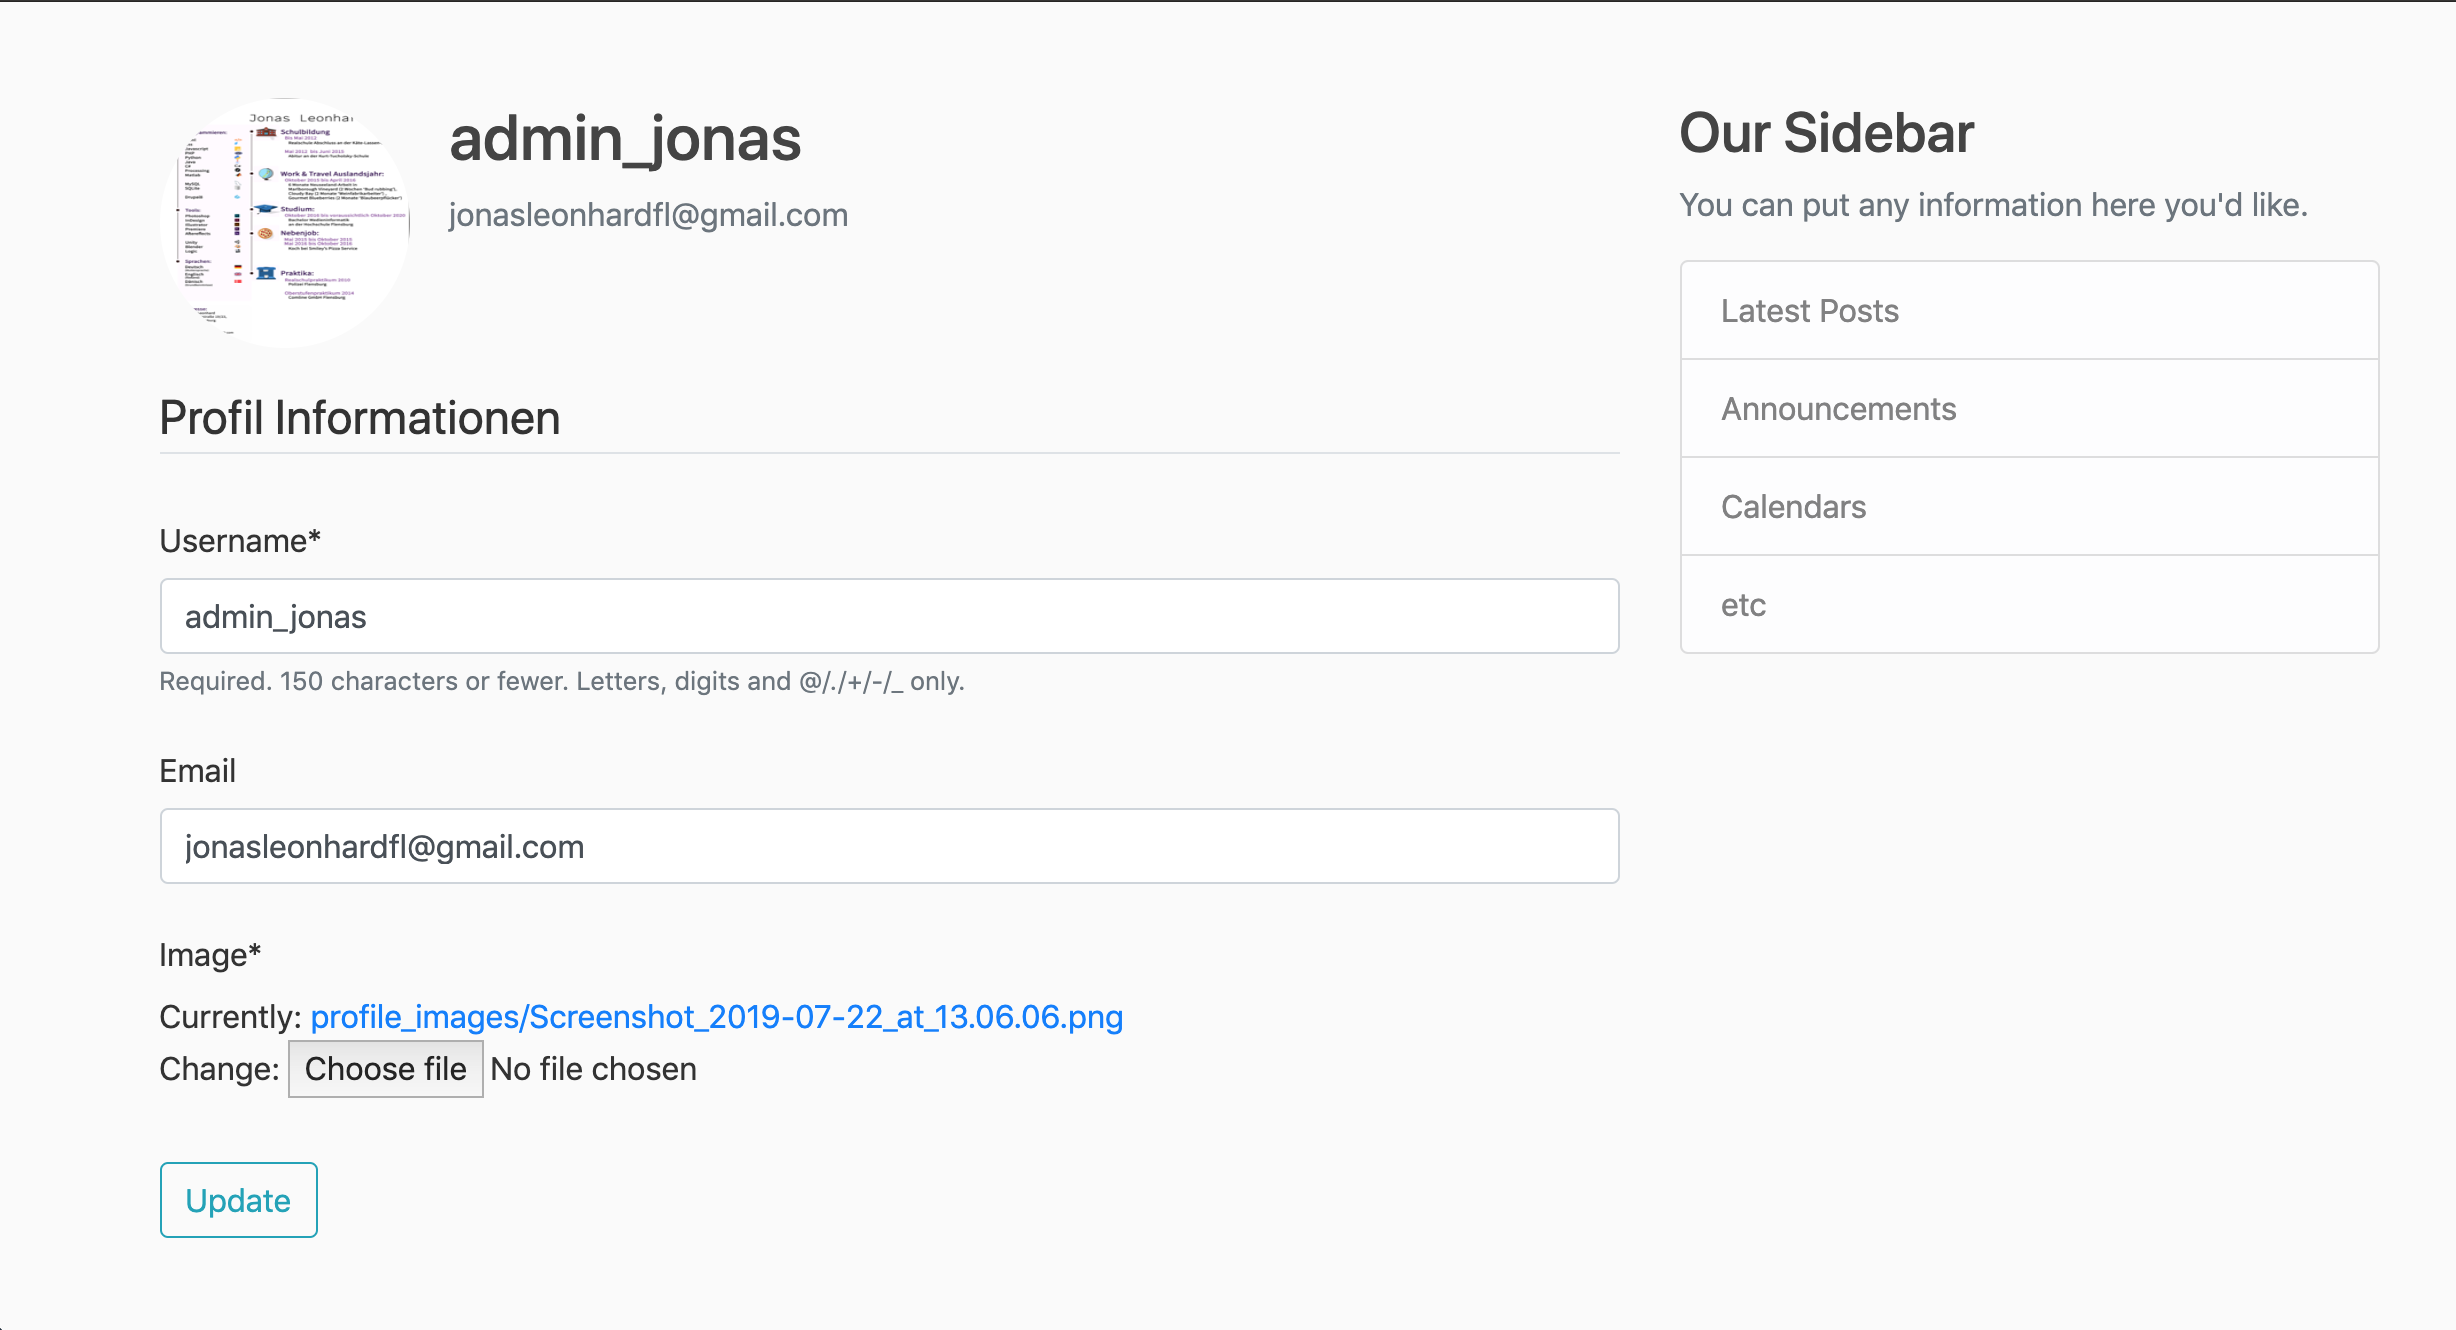 Jonas Leonha
Schulbildung
Work & Travel Auslandsjahr:
Studium:
Nebenjob:
Praktika:
Tools:
Sprachen:
admin_jonas
jonasleonhardfl@gmail.com
Profil Informationen
Username*
admin_jonas
Required. 150 characters or fewer. Letters, digits and @/./+/-/_ only.
Email
jonasleonhardfl@gmail.com
Image*
Currently: profile_images/Screenshot_2019-07-22_at_13.06.06.png
Change: Choose file No file chosen
Update
Our Sidebar
You can put any information here you'd like.
Latest Posts
Announcements
Calendars
etc